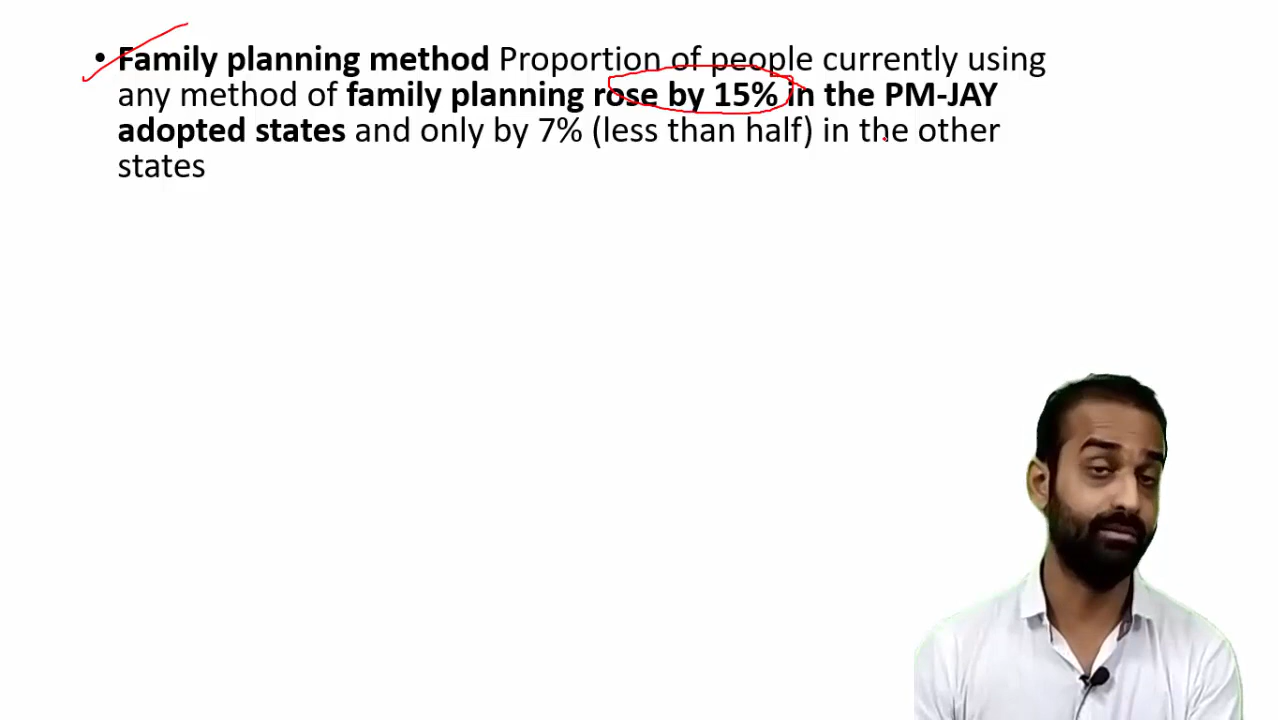 • Family planning method Proportion of people currently using
any method of family planning rose by 15% in the PM-JAY
adopted states and only by 7% (less than half) in the other
states